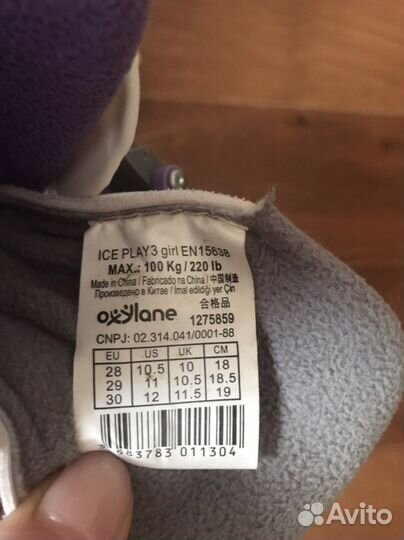 ICE PLAY3 girl EN15638
MAX.: 100 Kg / 220 lb
Made in China / Fabricado na China / 中国制造
Произведено в Китае / Imal edildiği yer Çin
合格品
oxylane 1275859
CNPJ: 02.314.041/0001-88
EU US UK CM
28 10.5 10 18
29 11 10.5 18.5
30 12 11.5 19
3 583783 011304
Avito